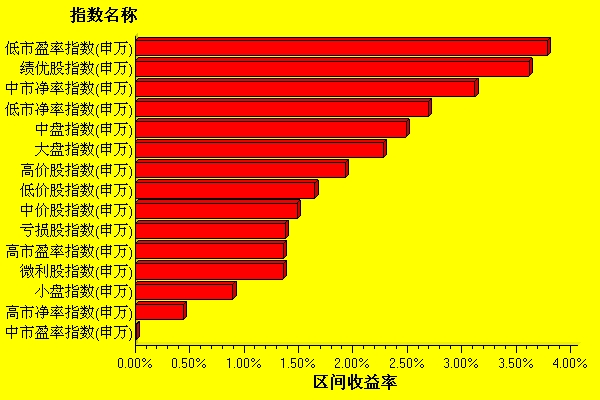 指数名称
低市盈率指数(申万)
绩优股指数(申万)
中市净率指数(申万)
低市净率指数(申万)
中盘指数(申万)
大盘指数(申万)
高价股指数(申万)
低价股指数(申万)
中价股指数(申万)
亏损股指数(申万)
高市盈率指数(申万)
微利股指数(申万)
小盘指数(申万)
高市净率指数(申万)
中市盈率指数(申万)
0.00% 0.50% 1.00% 1.50% 2.00% 2.50% 3.00% 3.50% 4.00%
区间收益率